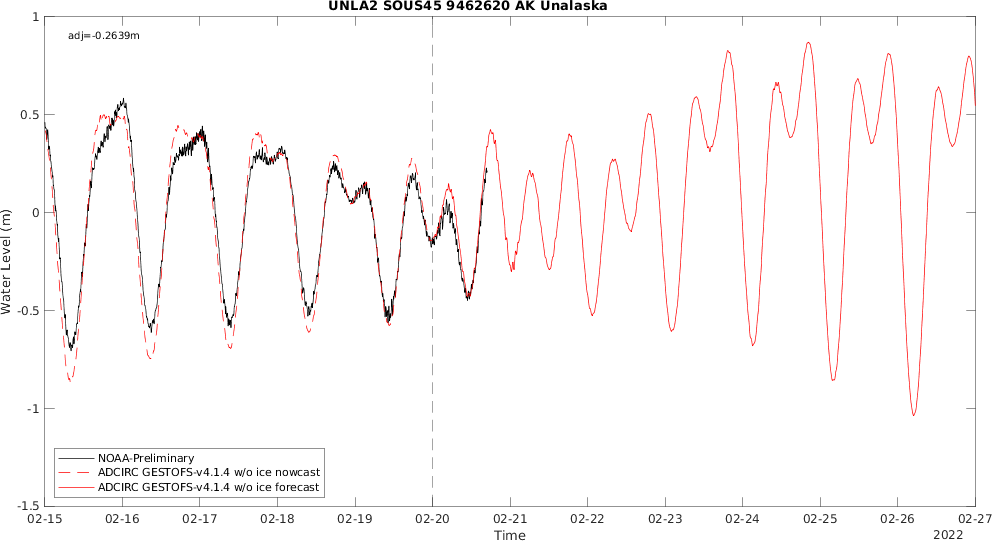 UNLA2 SOUS45 9462620 AK Unalaska
adj=-0.2639m
1
0.5
0
-0.5
-1
-1.5
Water Level (m)
NOAA-Preliminary
ADCIRC GESTOFS-v4.1.4 w/o ice nowcast
ADCIRC GESTOFS-v4.1.4 w/o ice forecast
02-15 02-16 02-17 02-18 02-19 02-20 02-21 02-22 02-23 02-24 02-25 02-26 02-27
Time
2022